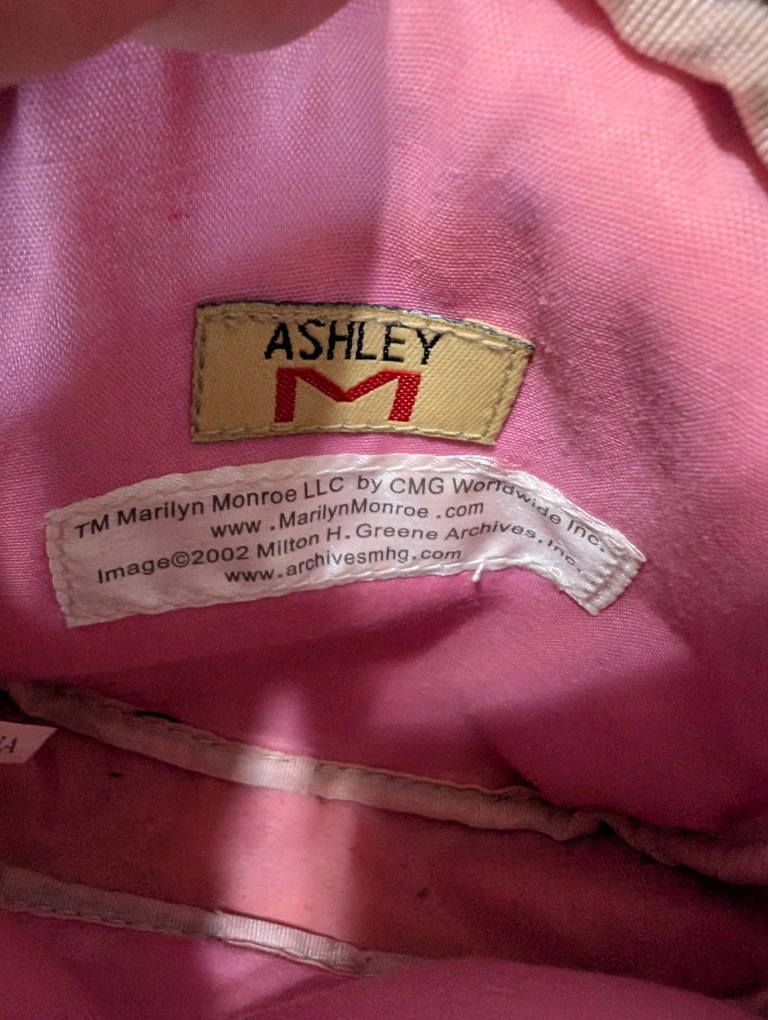 ASHLEY
M
TM Marilyn Monroe LLC by CMG Worldwide Inc.
www .MarilynMonroe .com
Image©2002 Milton H. Greene Archives, Inc.
www.archivesmhg.com